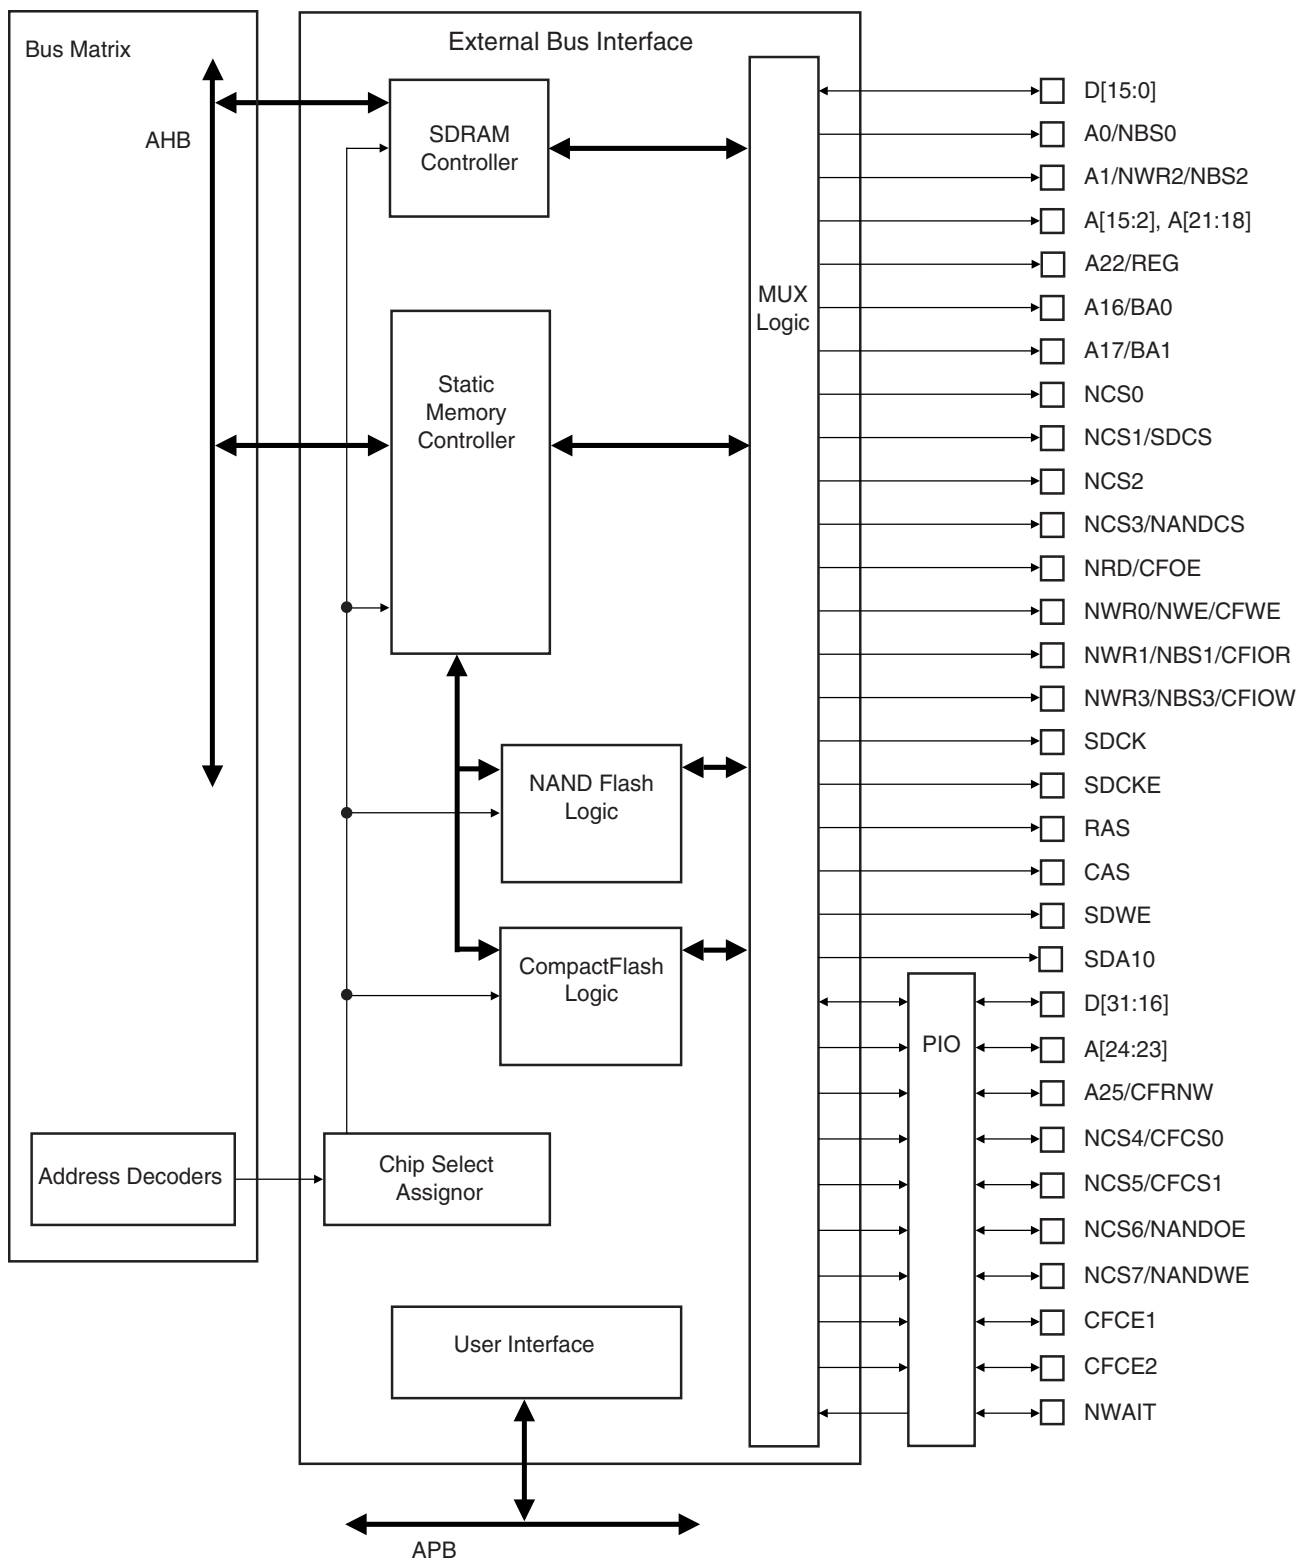 Bus Matrix
External Bus Interface
AHB
SDRAM
Controller
Static
Memory
Controller
NAND Flash
Logic
CompactFlash
Logic
Address Decoders
Chip Select
Assignor
User Interface
APB
MUX
Logic
PIO
D[15:0]
A0/NBS0
A1/NWR2/NBS2
A[15:2], A[21:18]
A22/REG
A16/BA0
A17/BA1
NCS0
NCS1/SDCS
NCS2
NCS3/NANDCS
NRD/CFOE
NWR0/NWE/CFWE
NWR1/NBS1/CFIOR
NWR3/NBS3/CFIOW
SDCK
SDCKE
RAS
CAS
SDWE
SDA10
D[31:16]
A[24:23]
A25/CFRNW
NCS4/CFCS0
NCS5/CFCS1
NCS6/NANDOE
NCS7/NANDWE
CFCE1
CFCE2
NWAIT